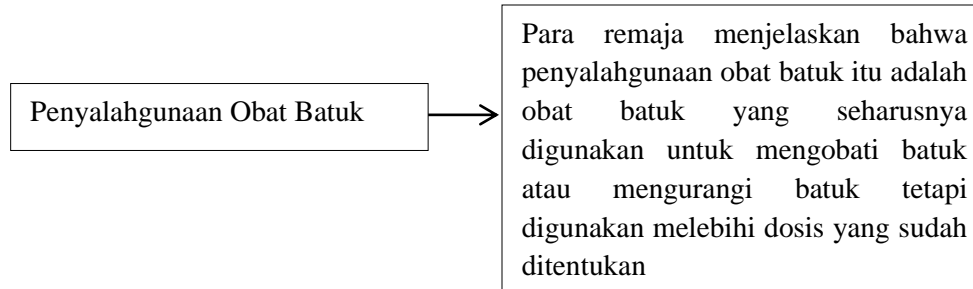 Penyalahgunaan Obat Batuk
Para remaja menjelaskan bahwa
penyalahgunaan obat batuk itu adalah
obat batuk yang seharusnya
digunakan untuk mengobati batuk
atau mengurangi batuk tetapi
digunakan melebihi dosis yang sudah
ditentukan